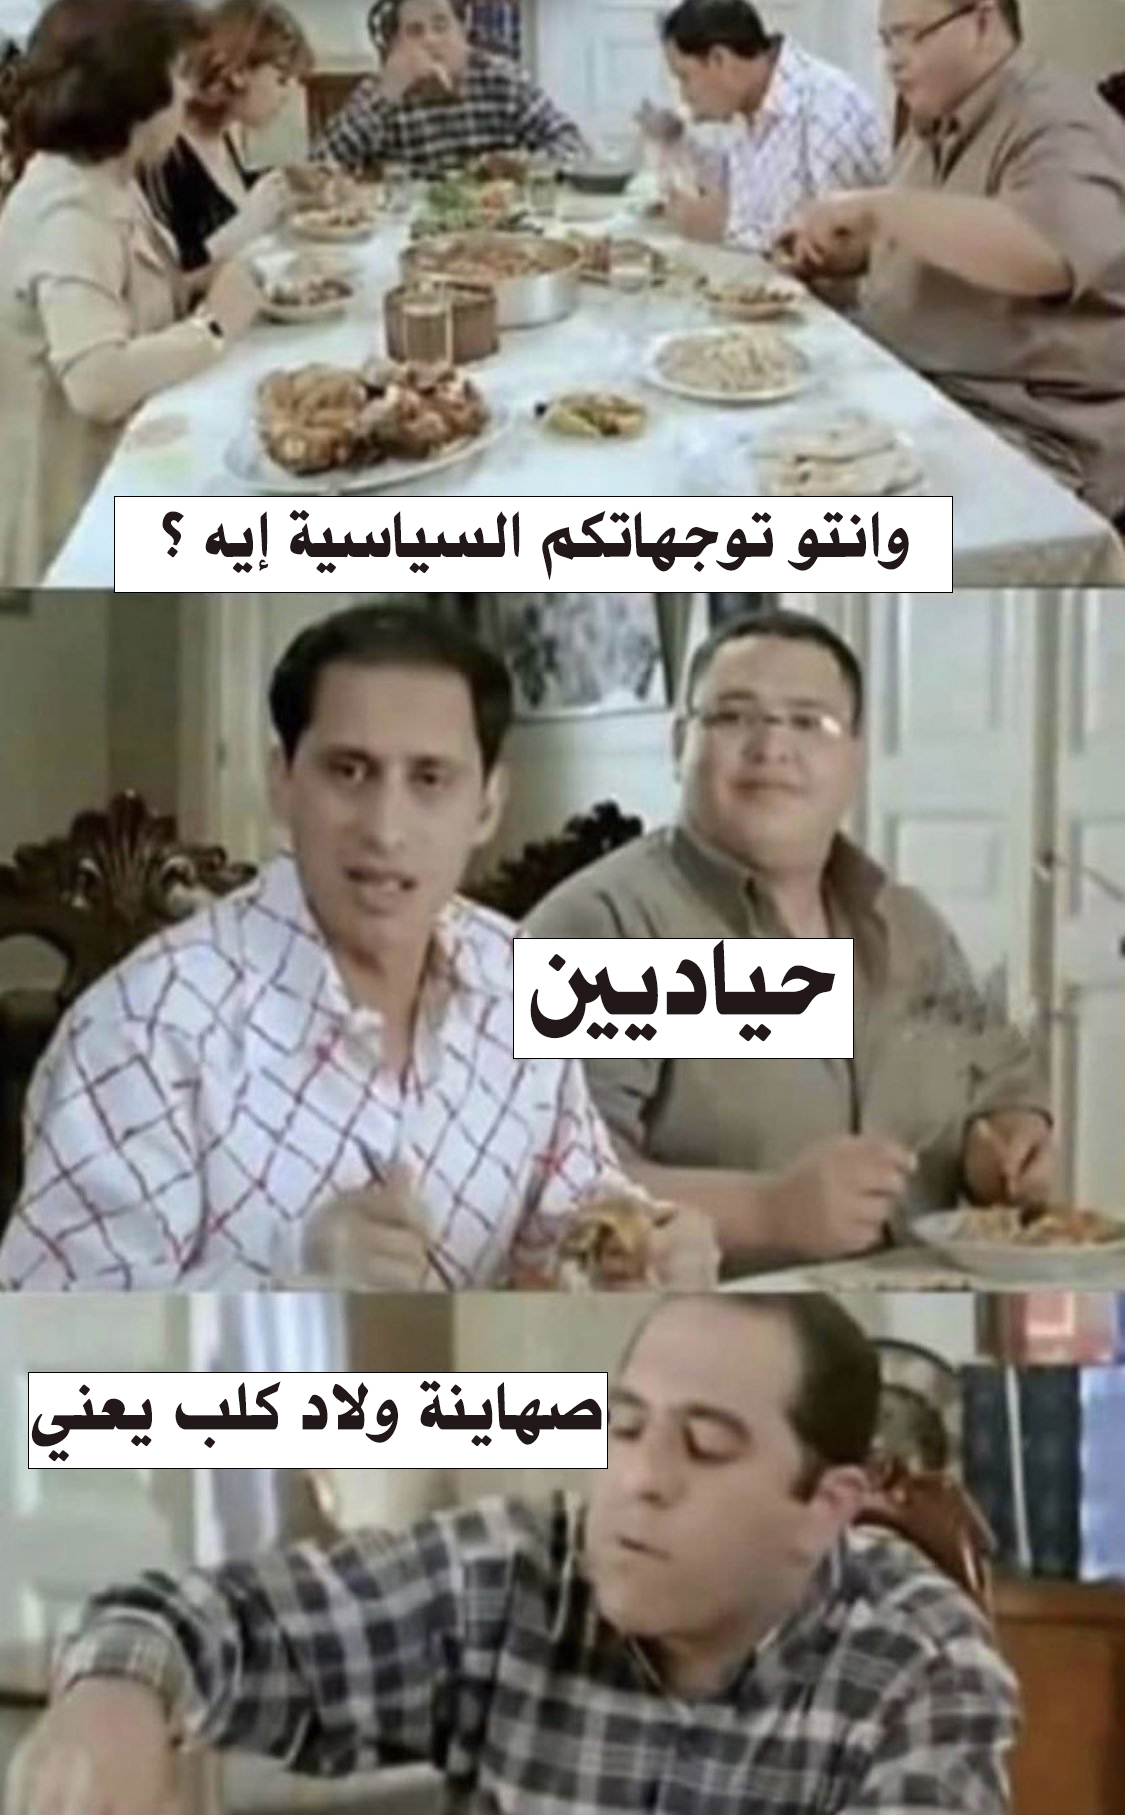 وانتو توجهاتكم السياسية إيه ؟
حياديين
صهاينة ولاد كلب يعني